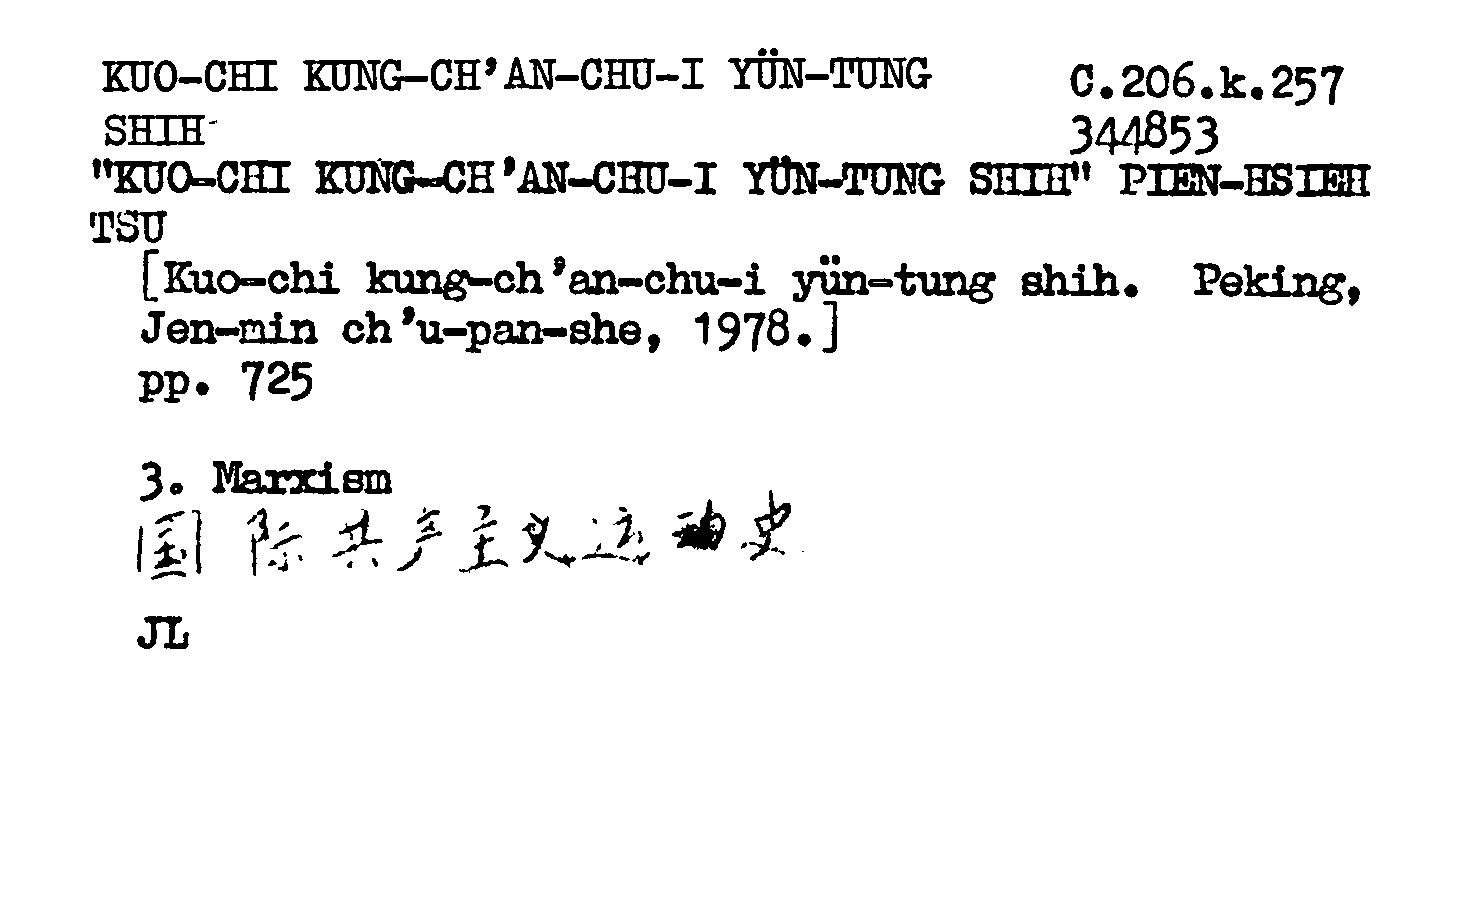 KUO-CHI KUNG-CH'AN-CHU-I YÜN-TUNG C.206.k.257
SHIH 344853
"KUO-CHI KUNG-CH'AN-CHU-I YÜN-TUNG SHIH" PIEN-HSIEH
TSU
[Kuo-chi kung-ch'an-chu-i yün-tung shih. Peking,
Jen-min ch'u-pan-she, 1978.]
pp. 725
3. Marxism
国际共产主义运动史
JL